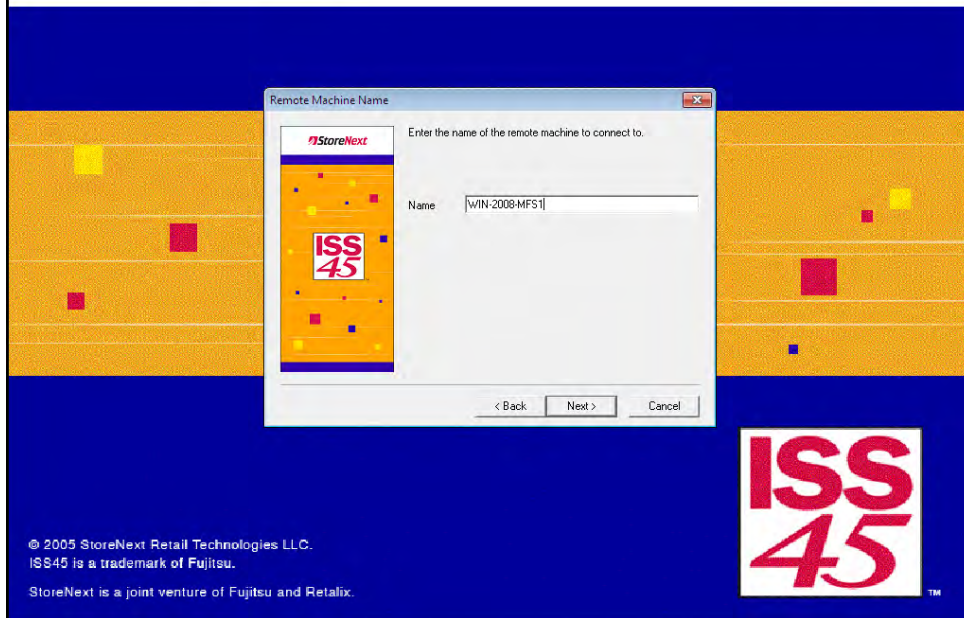 Remote Machine Name
StoreNext
Enter the name of the remote machine to connect to.
Name
WIN-2008-MFS1
ISS
45
< Back
Next >
Cancel
ISS
45
TM
© 2005 StoreNext Retail Technologies LLC.
ISS45 is a trademark of Fujitsu.
StoreNext is a joint venture of Fujitsu and Retalix.